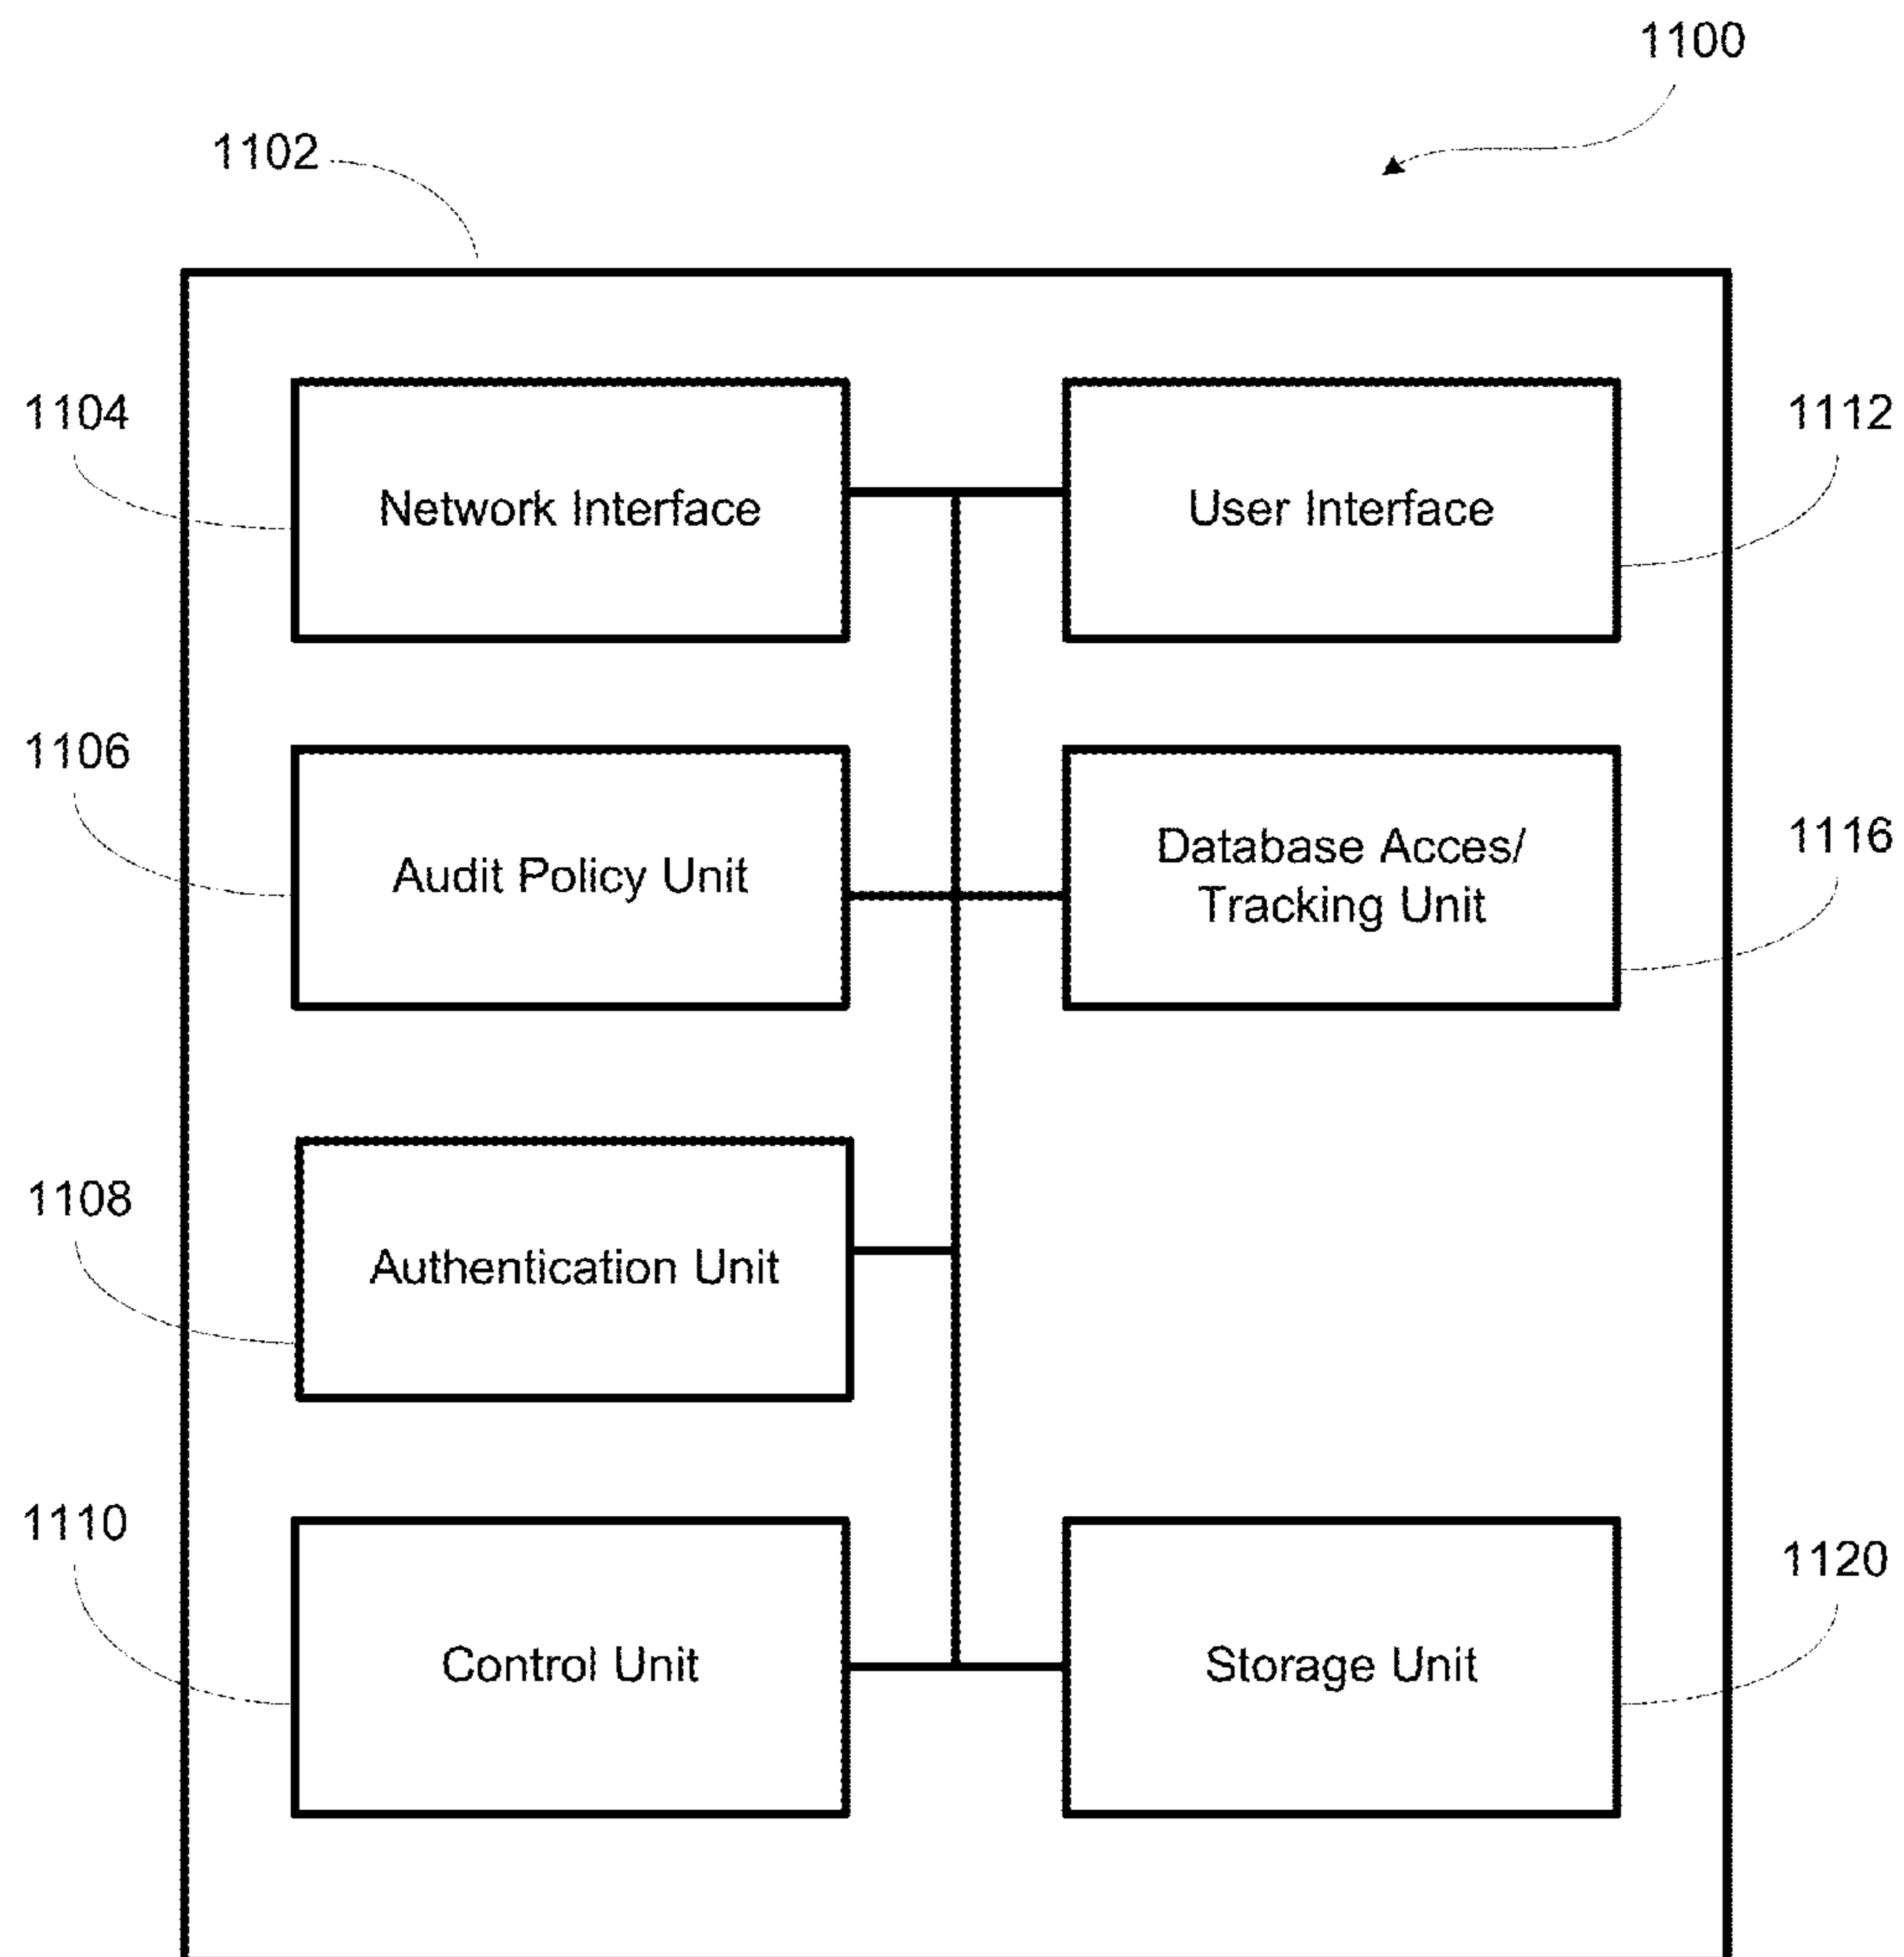 1100
1102
1104
Network Interface
User Interface
1112
1106
Audit Policy Unit
Database Acces/
Tracking Unit
1116
1108
Authentication Unit
1110
Control Unit
Storage Unit
1120